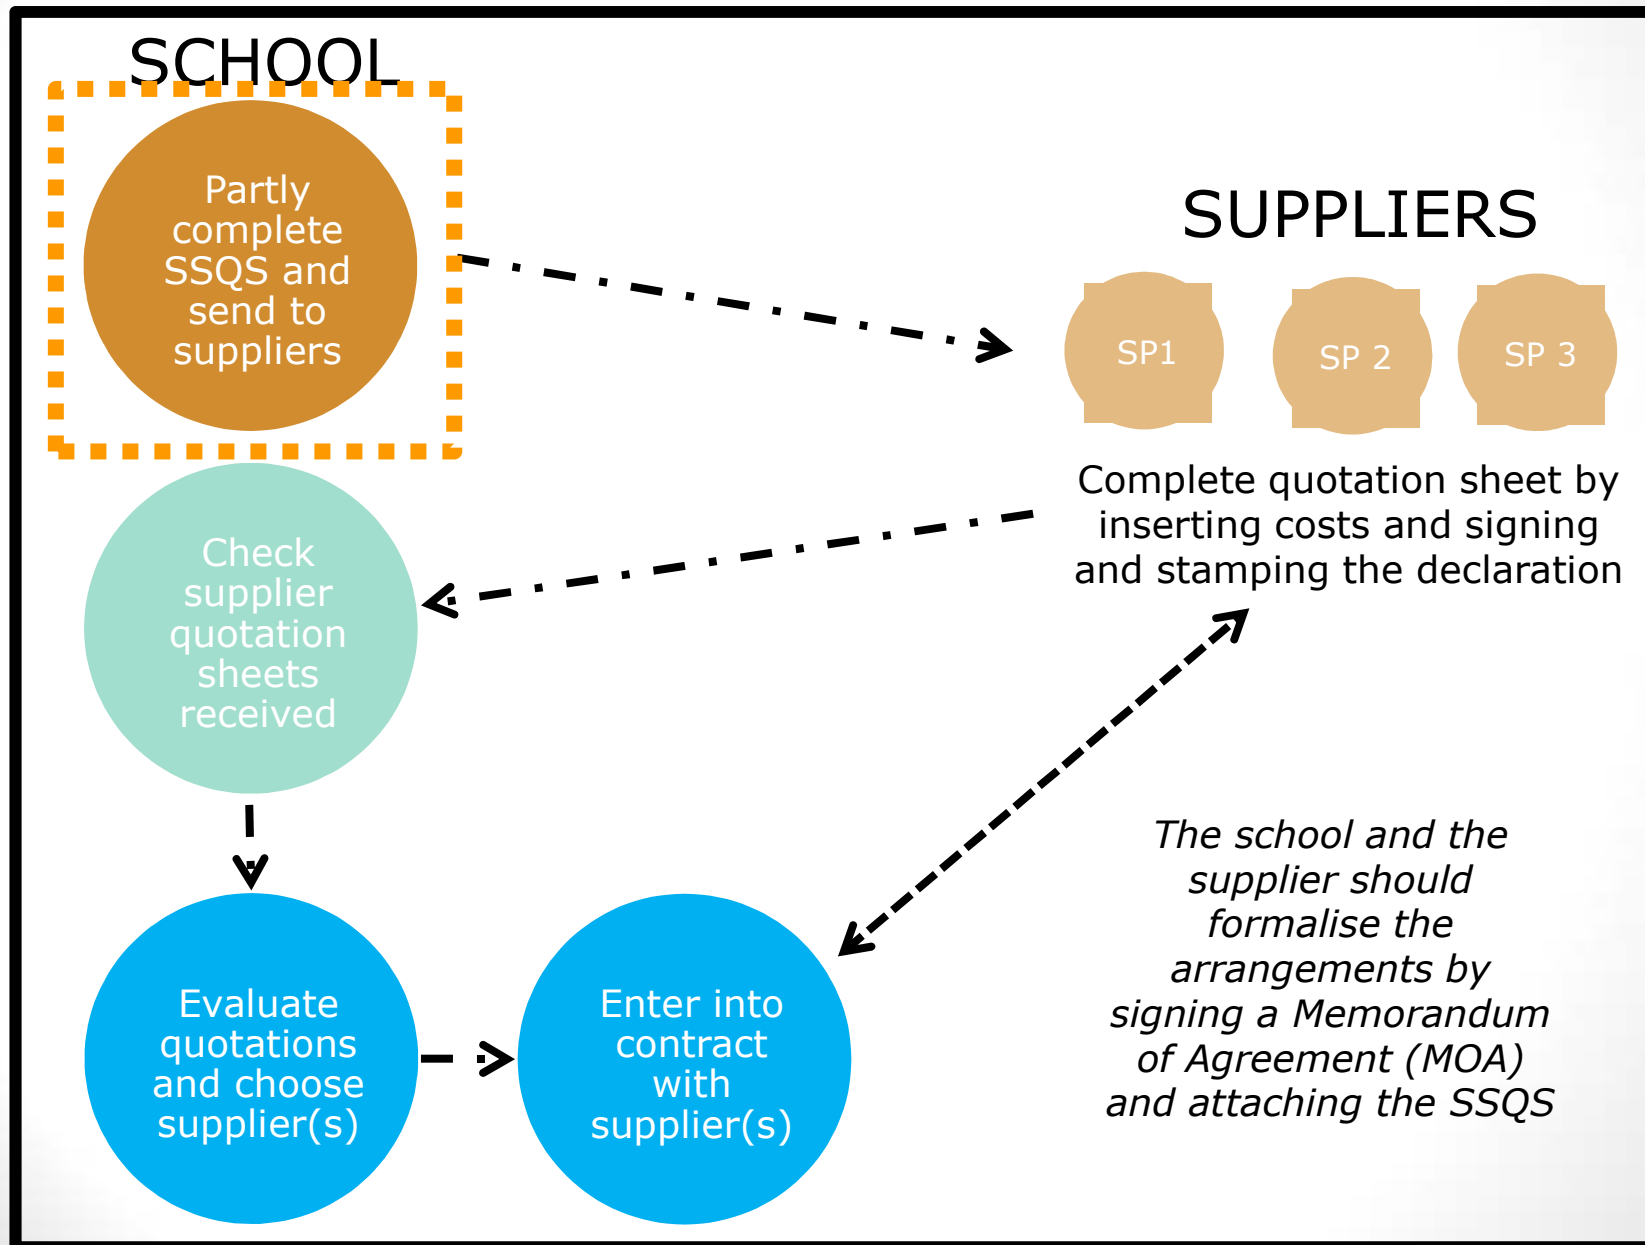 SCHOOL
Partly
complete
SSQS and
send to
suppliers
SUPPLIERS
SP1
SP 2
SP 3
Complete quotation sheet by
inserting costs and signing
and stamping the declaration
Check
supplier
quotation
sheets
received
Evaluate
quotations
and choose
supplier(s)
Enter into
contract
with
supplier(s)
The school and the
supplier should
formalise the
arrangements by
signing a Memorandum
of Agreement (MOA)
and attaching the SSQS